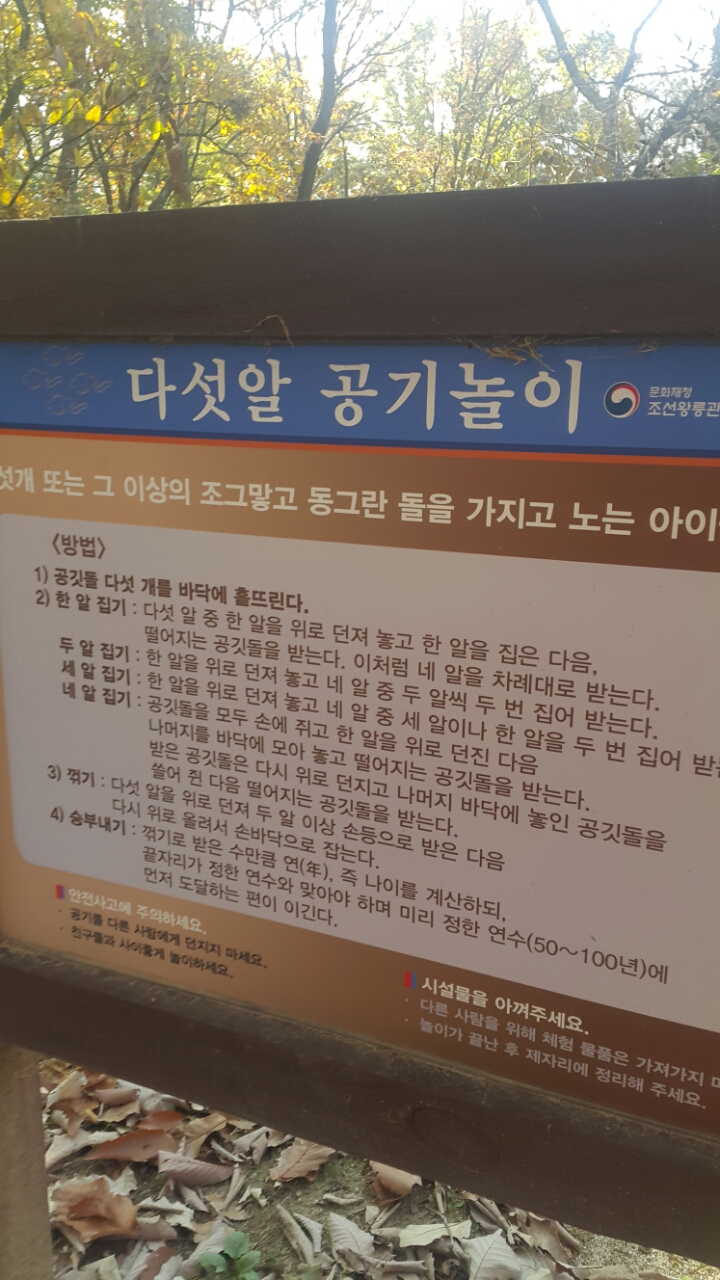 다섯알 공기놀이
문화재청
조선왕릉관
섯개 또는 그 이상의 조그맣고 동그란 돌을 가지고 노는 아이
<방법>
1) 공깃돌 다섯 개를 바닥에 흩뜨린다.
2) 한 알 집기 : 다섯 알 중 한 알을 위로 던져 놓고 한 알을 집은 다음,
떨어지는 공깃돌을 받는다. 이처럼 네 알을 차례대로 받는다.
두 알 집기 : 한 알을 위로 던져 놓고 네 알 중 두 알씩 두 번 집어 받는다.
세 알 집기 : 한 알을 위로 던져 놓고 네 알 중 세 알이나 한 알을 두 번 집어 받는
네 알 집기 : 공깃돌을 모두 손에 쥐고 한 알을 위로 던진 다음
나머지를 바닥에 모아 놓고 떨어지는 공깃돌을 받는다.
받은 공깃돌은 다시 위로 던지고 나머지 바닥에 놓인 공깃돌을
쓸어 쥔 다음 떨어지는 공깃돌을 받는다.
3) 꺾기 : 다섯 알을 위로 던져 두 알 이상 손등으로 받은 다음
다시 위로 올려서 손바닥으로 잡는다.
4) 승부내기 : 꺾기로 받은 수만큼 연(年), 즉 나이를 계산하되,
끝자리가 정한 연수와 맞아야 하며 미리 정한 연수(50~100년)에
먼저 도달하는 편이 이긴다.
안전사고에 주의하세요.
- 공기를 다른 사람에게 던지지 마세요.
- 친구들과 사이좋게 놀이하세요.
시설물을 아껴주세요.
- 다른 사람을 위해 체험 물품은 가져가지 마
- 놀이가 끝난 후 제자리에 정리해 주세요.